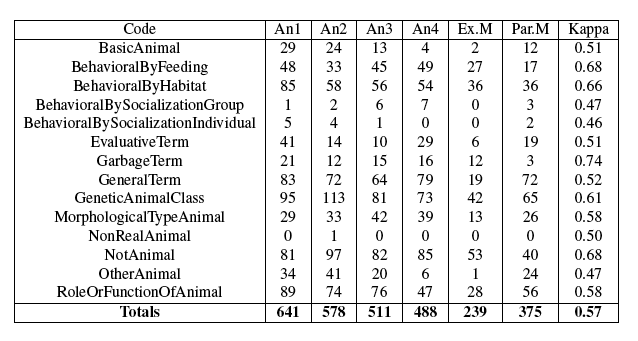 Code An1 An2 An3 An4 Ex.M Par.M Kappa
BasicAnimal 29 24 13 4 2 12 0.51
BehavioralByFeeding 48 33 45 49 27 17 0.68
BehavioralByHabitat 85 58 56 54 36 36 0.66
BehavioralBySocializationGroup 1 2 6 7 0 3 0.47
BehavioralBySocializationIndividual 5 4 1 0 0 2 0.46
EvaluativeTerm 41 14 10 29 6 19 0.51
GarbageTerm 21 12 15 16 12 3 0.74
GeneralTerm 83 72 64 79 19 72 0.52
GeneticAnimalClass 95 113 81 73 42 65 0.61
MorphologicalTypeAnimal 29 33 42 39 13 26 0.58
NonRealAnimal 0 1 0 0 0 0 0.50
NotAnimal 81 97 82 85 53 40 0.68
OtherAnimal 34 41 20 6 1 24 0.47
RoleOrFunctionOfAnimal 89 74 76 47 28 56 0.58
Totals 641 578 511 488 239 375 0.57